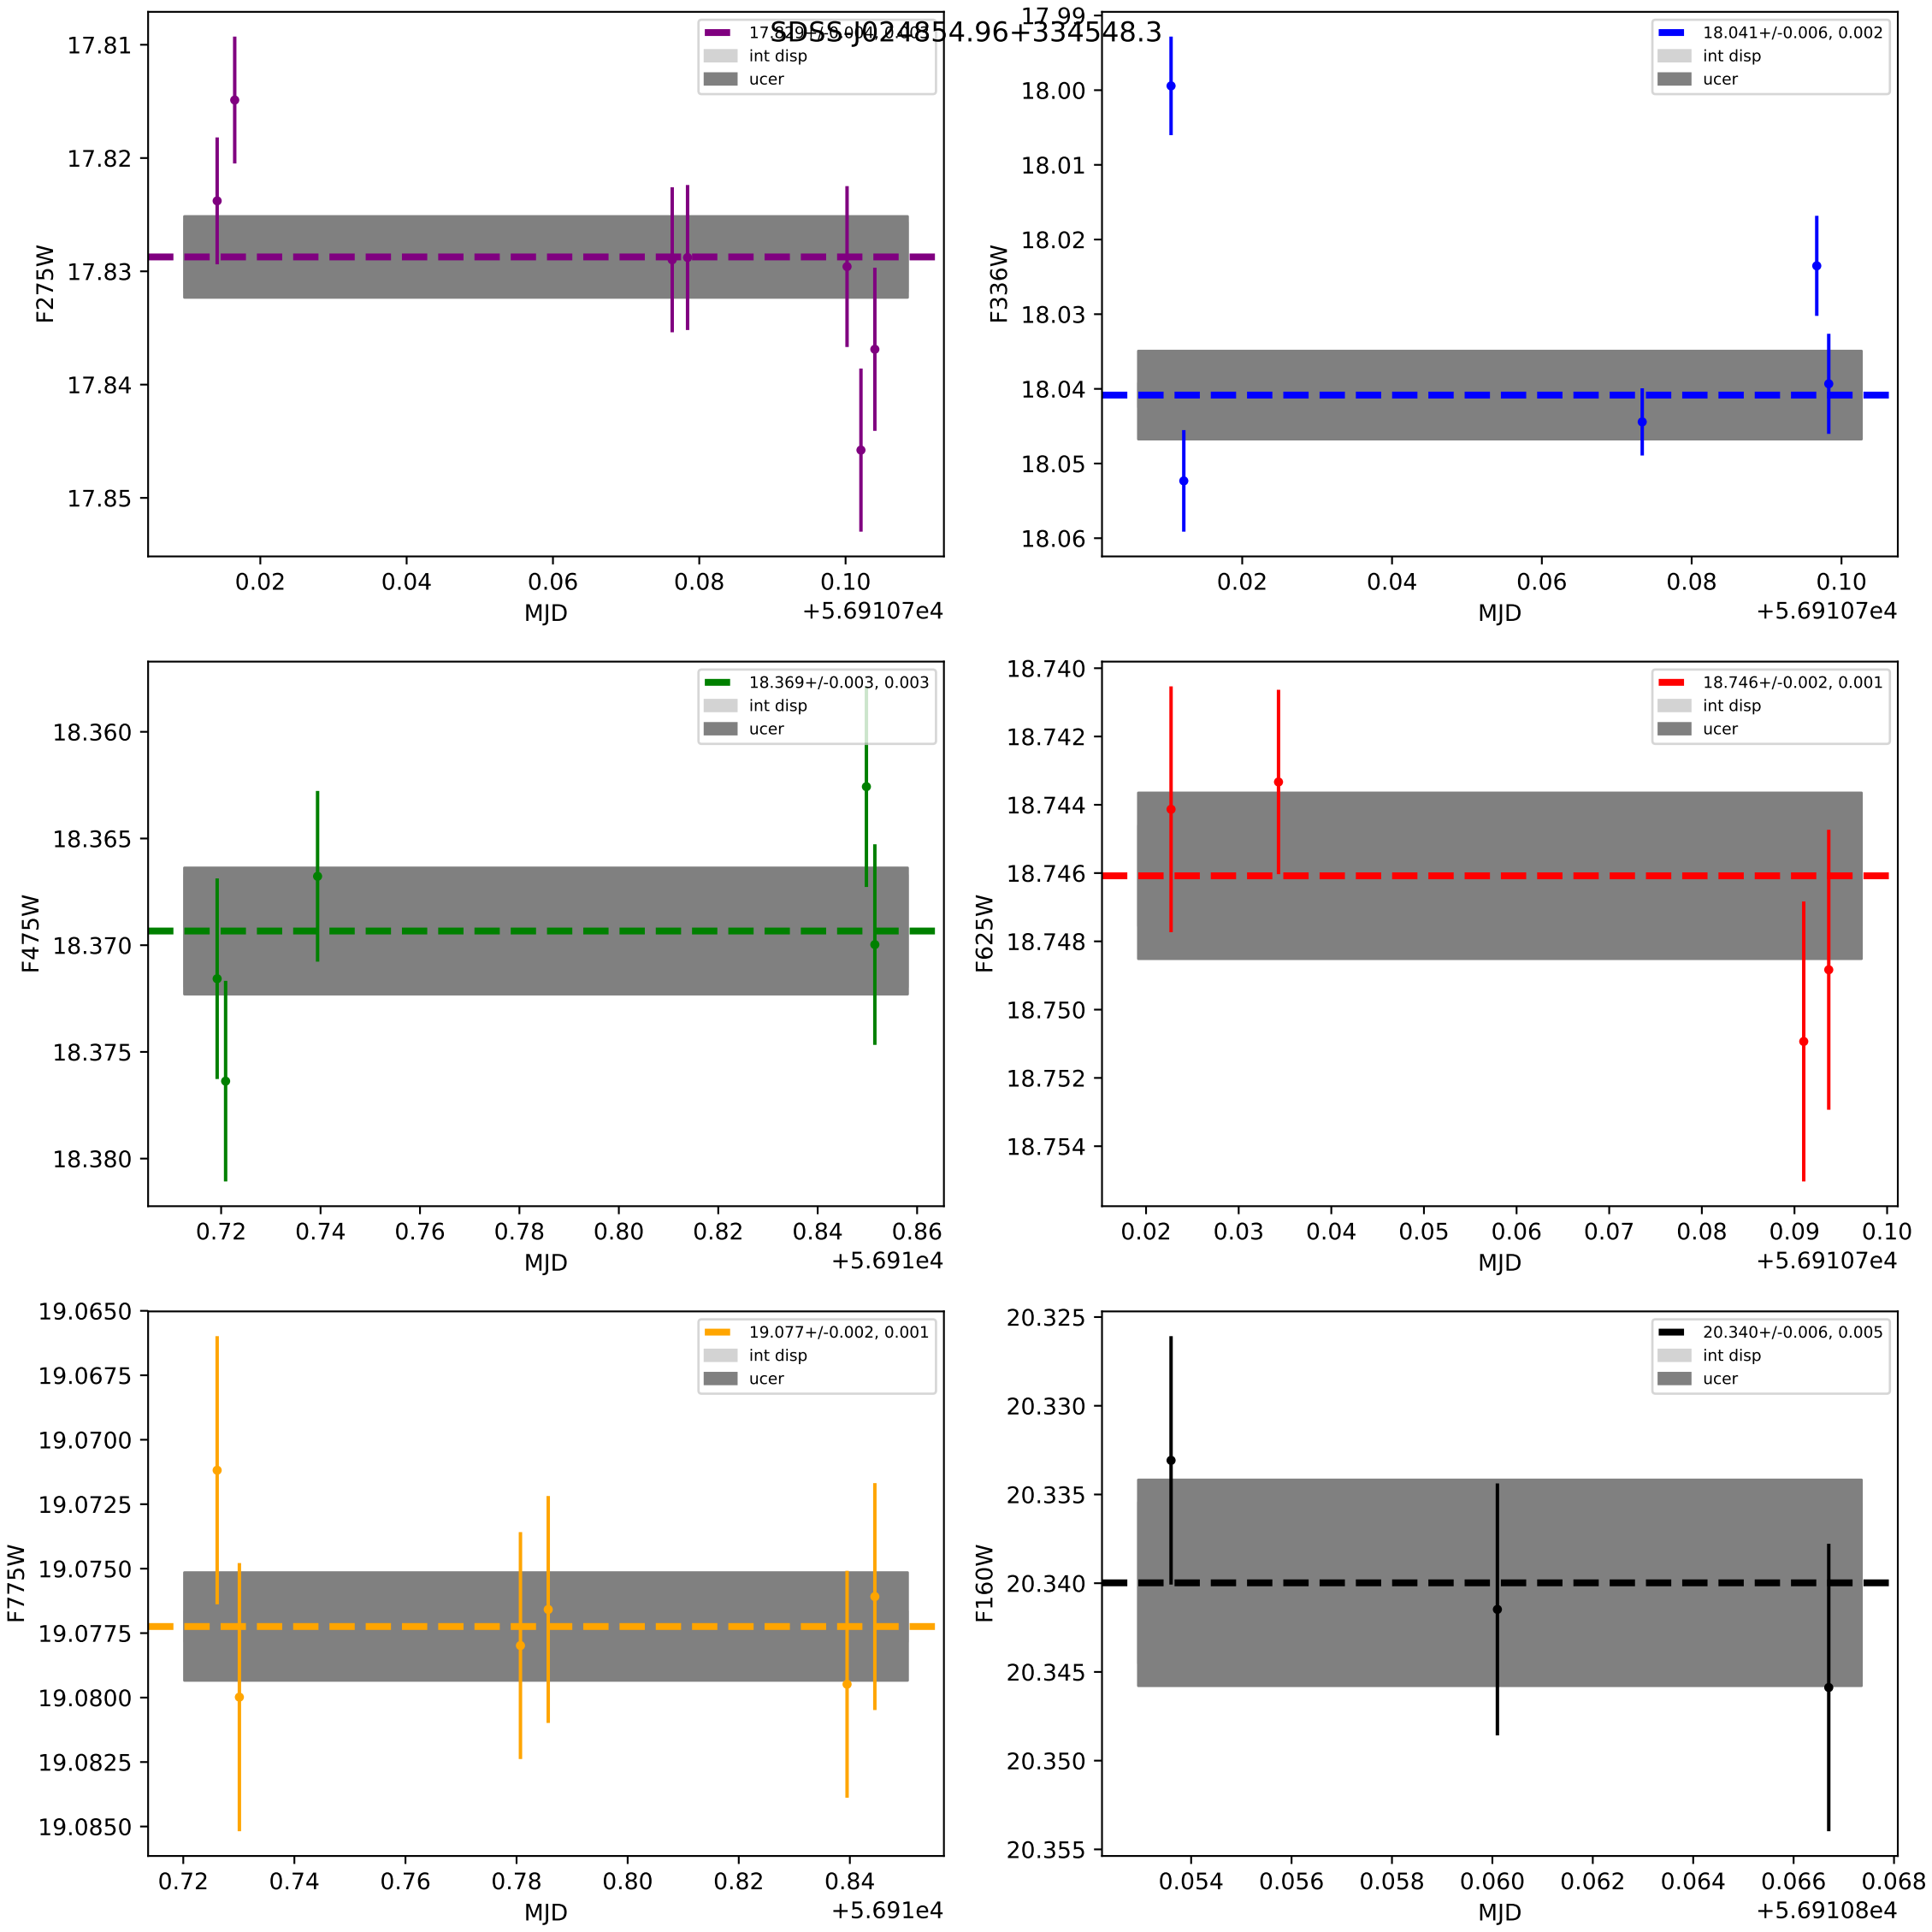 SDSS-J024854.96+334548.3
17.81
17.82
17.83
17.84
17.85
F275W
17.829+/-0.004, 0.003
int disp
ucer
0.02 0.04 0.06 0.08 0.10
MJD
+5.69107e4
17.99
18.00
18.01
18.02
18.03
18.04
18.05
18.06
F336W
18.041+/-0.006, 0.002
int disp
ucer
0.02 0.04 0.06 0.08 0.10
MJD
+5.69107e4
18.360
18.365
18.370
18.375
18.380
F475W
18.369+/-0.003, 0.003
int disp
ucer
0.72 0.74 0.76 0.78 0.80 0.82 0.84 0.86
MJD
+5.691e4
18.740
18.742
18.744
18.746
18.748
18.750
18.752
18.754
F625W
18.746+/-0.002, 0.001
int disp
ucer
0.02 0.03 0.04 0.05 0.06 0.07 0.08 0.09 0.10
MJD
+5.69107e4
19.0650
19.0675
19.0700
19.0725
19.0750
19.0775
19.0800
19.0825
19.0850
F775W
19.077+/-0.002, 0.001
int disp
ucer
0.72 0.74 0.76 0.78 0.80 0.82 0.84
MJD
+5.691e4
20.325
20.330
20.335
20.340
20.345
20.350
20.355
F160W
20.340+/-0.006, 0.005
int disp
ucer
0.054 0.056 0.058 0.060 0.062 0.064 0.066 0.068
MJD
+5.69108e4